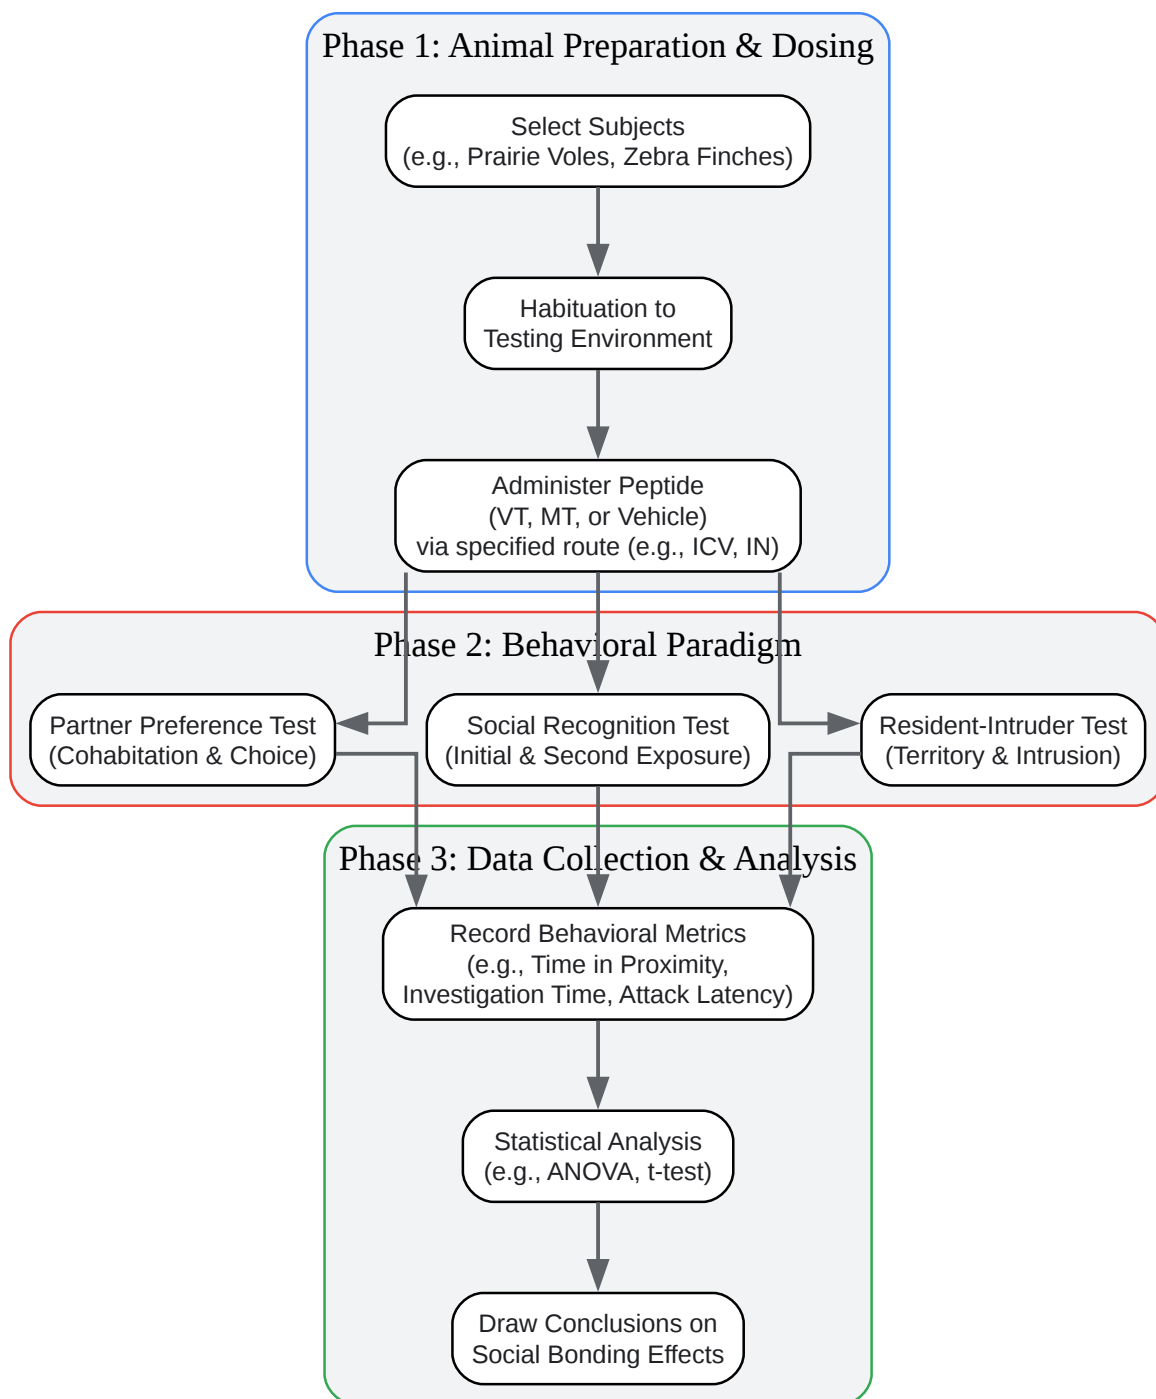 Phase 1: Animal Preparation & Dosing
Select Subjects
(e.g., Prairie Voles, Zebra Finches)
Habituation to
Testing Environment
Administer Peptide
(VT, MT, or Vehicle)
via specified route (e.g., ICV, IN)
Phase 2: Behavioral Paradigm
Partner Preference Test
(Cohabitation & Choice)
Social Recognition Test
(Initial & Second Exposure)
Resident-Intruder Test
(Territory & Intrusion)
Phase 3: Data Collection & Analysis
Record Behavioral Metrics
(e.g., Time in Proximity,
Investigation Time, Attack Latency)
Statistical Analysis
(e.g., ANOVA, t-test)
Draw Conclusions on
Social Bonding Effects